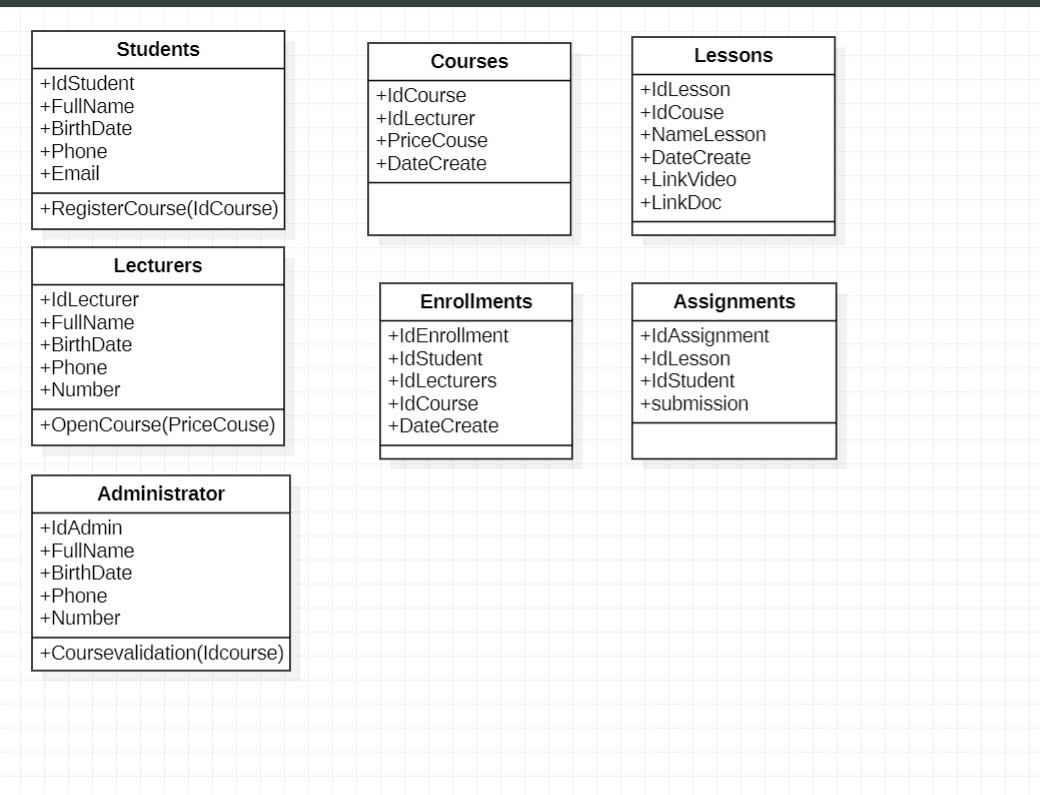 Students
+IdStudent
+FullName
+BirthDate
+Phone
+Email
+RegisterCourse(IdCourse)
Lecturers
+IdLecturer
+FullName
+BirthDate
+Phone
+Number
+OpenCourse(PriceCouse)
Administrator
+IdAdmin
+FullName
+BirthDate
+Phone
+Number
+Coursevalidation(Idcourse)
Courses
+IdCourse
+IdLecturer
+PriceCouse
+DateCreate
Enrollments
+IdEnrollment
+IdStudent
+IdLecturers
+IdCourse
+DateCreate
Lessons
+IdLesson
+IdCouse
+NameLesson
+DateCreate
+LinkVideo
+LinkDoc
Assignments
+IdAssignment
+IdLesson
+IdStudent
+submission